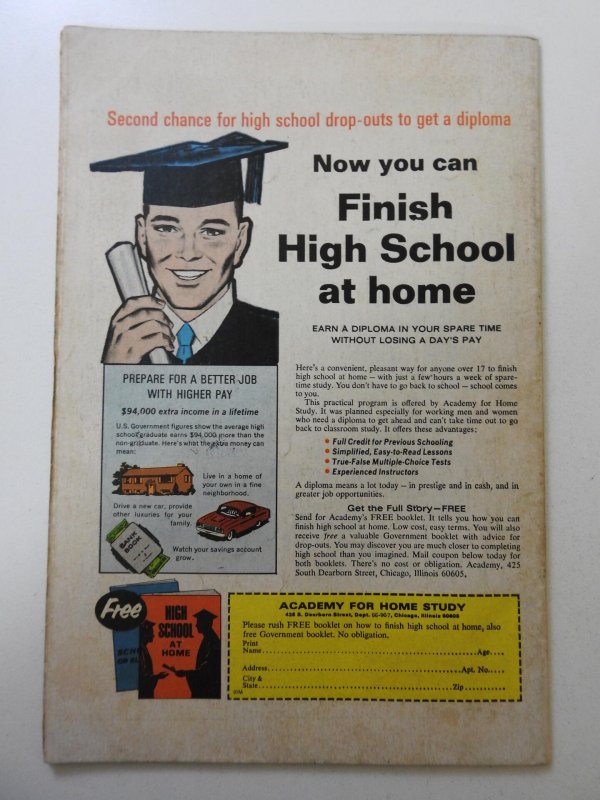 Second chance for high school drop-outs to get a diploma
Now you can
Finish
High School
at home
EARN A DIPLOMA IN YOUR SPARE TIME
WITHOUT LOSING A DAY'S PAY
Here's a convenient, pleasant way for anyone over 17 to finish
high school at home — with just a few hours a week of spare-
time study. You don't have to go back to school — school comes
to you.
This practical program is offered by Academy for Home
Study. It was planned especially for working men and women
who need a diploma to get ahead and can't take time out to go
back to classroom study. It offers these advantages:
• Full Credit for Previous Schooling
• Simplified, Easy-to-Read Lessons
• True-False Multiple-Choice Tests
• Experienced Instructors
A diploma means a lot today — in prestige and in cash, and in
greater job opportunities.
Get the Full Story—FREE
Send for Academy's FREE booklet. It tells you how you can
finish high school at home. Low cost, easy terms. You will also
receive free a valuable Government booklet with advice for
drop-outs. You may discover you are much closer to completing
high school than you imagined. Mail coupon below today for
both booklets. There's no cost or obligation. Academy, 425
South Dearborn Street, Chicago, Illinois 60605,
PREPARE FOR A BETTER JOB
WITH HIGHER PAY
$94,000 extra income in a lifetime
U.S. Government figures show the average high
school graduate earns $94,000 more than the
non-graduate. Here's what the extra money can
mean:
Live in a home of
your own in a fine
neighborhood.
Drive a new car, provide
other luxuries for your
family.
BANK
BOOK
Watch your savings account
grow.
Free
HIGH
SCHOOL
AT
HOME
ACADEMY FOR HOME STUDY
425 S. Dearborn Street, Dept. Chicago, Illinois 60605
Please rush FREE booklet on how to finish high school at home, also
free Government booklet. No obligation.
Print
Name Age
Address Apt. No.
City &
State Zip